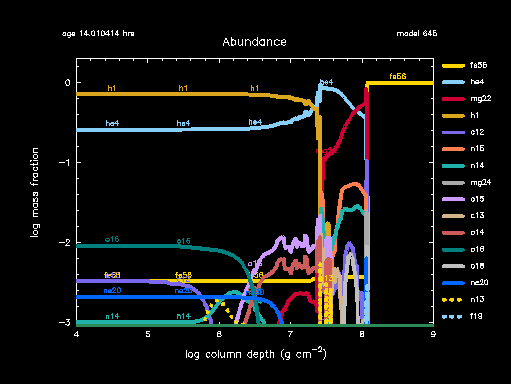 age 14.010414 hrs
model 645
Abundance
fe56
he4
mg22
h1
c12
n15
n14
mg24
o15
c13
o14
o16
o18
ne20
n13
f19
h1 h1 h1 he4 fe56
he4 he4 he4
o16 o16
fe56 fe56
ne20
n14 n14
0
−1
−2
−3
4 5 6 7 8 9
log mass fraction
log column depth (g cm−2)